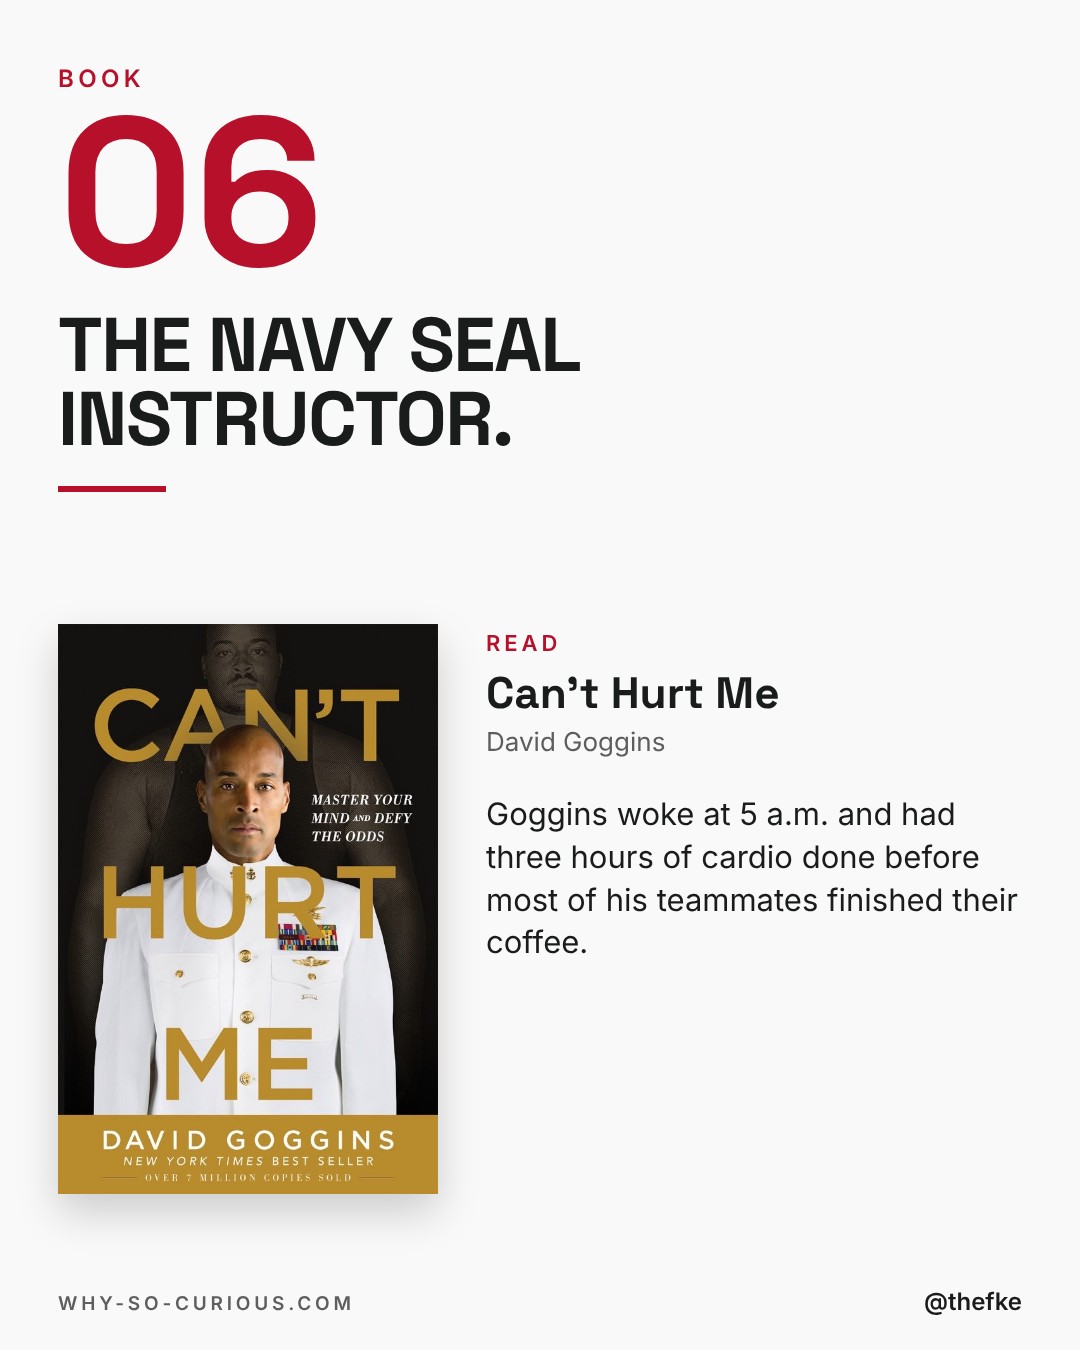 BOOK
06
THE NAVY SEAL
INSTRUCTOR.
CAN'T
MASTER YOUR
MIND AND DEFY
THE ODDS
HURT
ME
DAVID GOGGINS
NEW YORK TIMES BEST SELLER
OVER 7 MILLION COPIES SOLD
READ
Can't Hurt Me
David Goggins
Goggins woke at 5 a.m. and had
three hours of cardio done before
most of his teammates finished their
coffee.
WHY-SO-CURIOUS.COM
@thefke